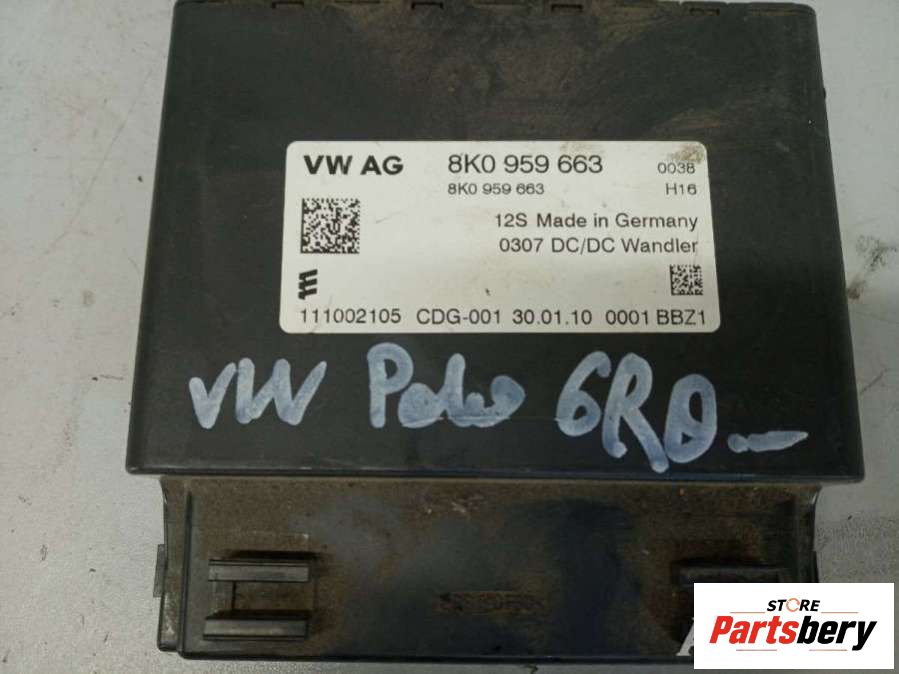 VW AG 8K0 959 663 0038
8K0 959 663 H16
12S Made in Germany
0307 DC/DC Wandler
111002105 CDG-001 30.01.10 0001 BBZ1
VW Polo 6R0_
STORE
Partsbery